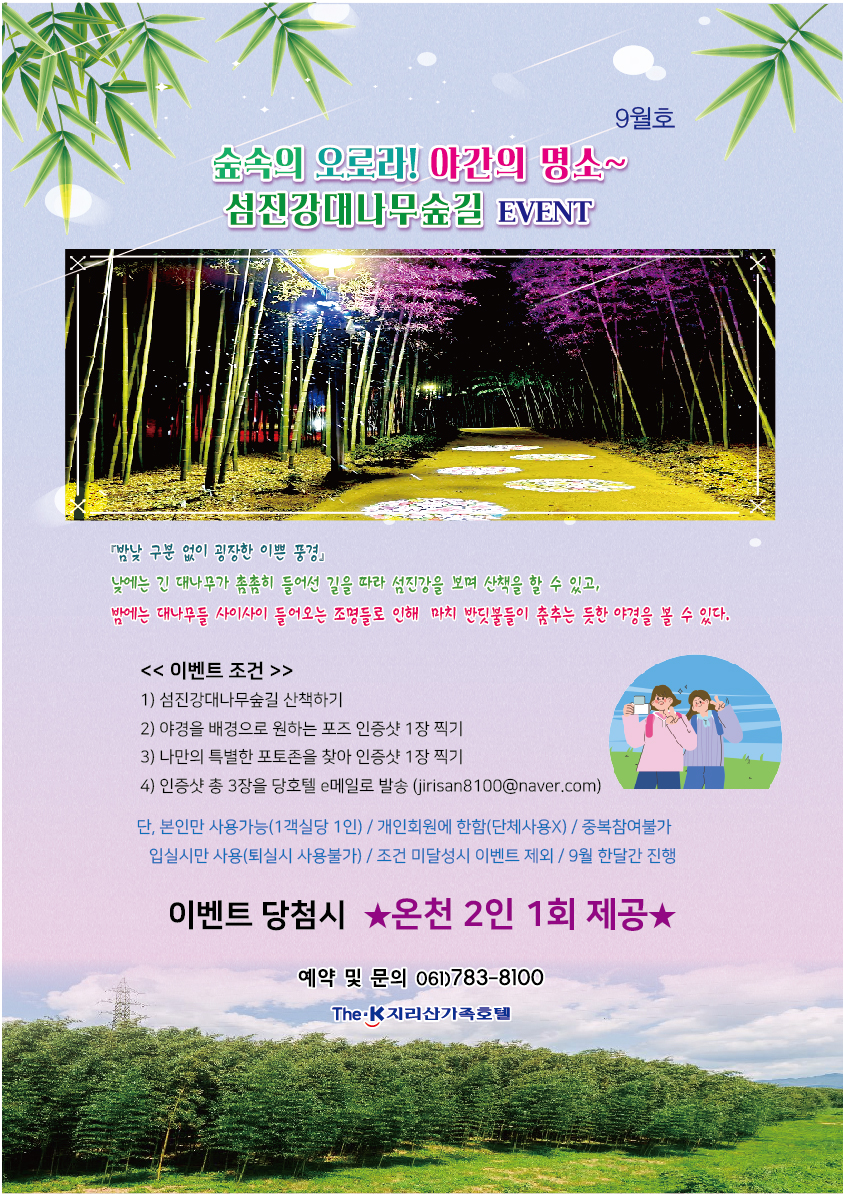 9월호
숲속의 오로라! 야간의 명소~
섬진강대나무숲길 EVENT
『밤낮 구분 없이 굉장한 이쁜 풍경』
낮에는 긴 대나무가 촘촘히 들어선 길을 따라 섬진강을 보며 산책을 할 수 있고,
밤에는 대나무들 사이사이 들어오는 조명들로 인해 마치 반딧불들이 춤추는 듯한 야경을 볼 수 있다.
<< 이벤트 조건 >>
1) 섬진강대나무숲길 산책하기
2) 야경을 배경으로 원하는 포즈 인증샷 1장 찍기
3) 나만의 특별한 포토존을 찾아 인증샷 1장 찍기
4) 인증샷 총 3장을 당호텔 e메일로 발송 (jirisan8100@naver.com)
단, 본인만 사용가능(1객실당 1인) / 개인회원에 한함(단체사용X) / 중복참여불가
입실시만 사용(퇴실시 사용불가) / 조건 미달성시 이벤트 제외 / 9월 한달간 진행
이벤트 당첨시 ★온천 2인 1회 제공★
예약 및 문의 061)783-8100
The-K지리산가족호텔